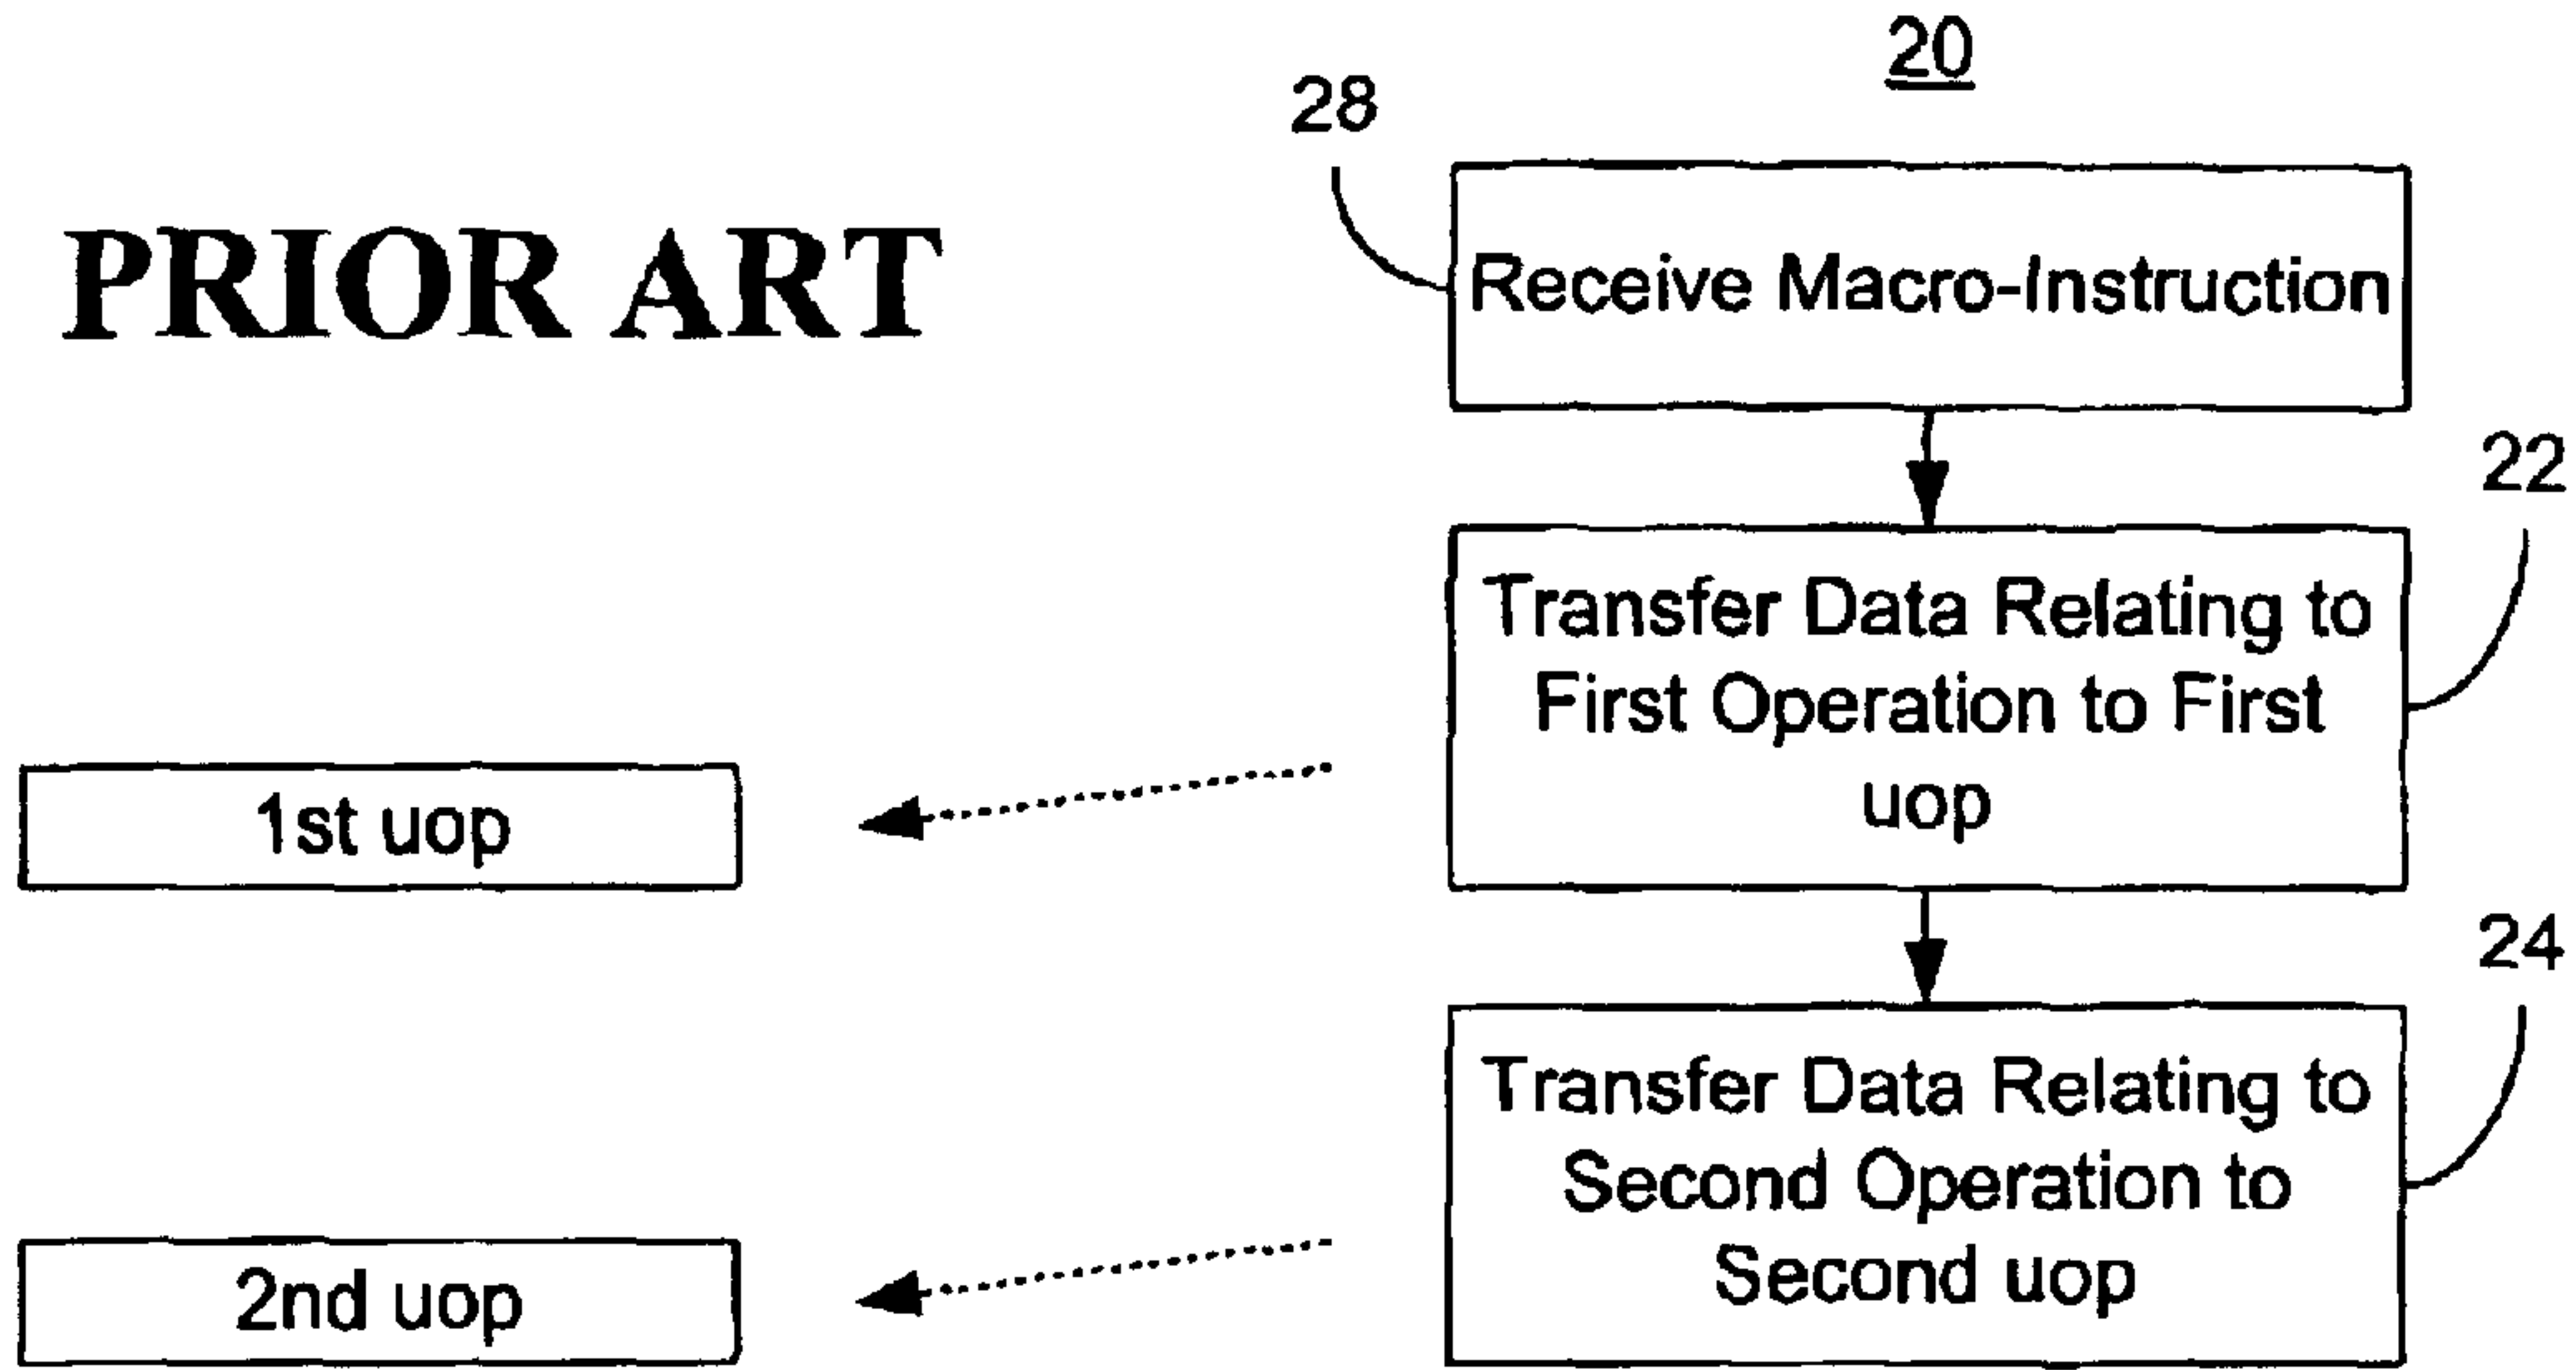 20
28
PRIOR ART
Receive Macro-Instruction
22
Transfer Data Relating to
First Operation to First
uop
1st uop
24
Transfer Data Relating to
Second Operation to
Second uop
2nd uop